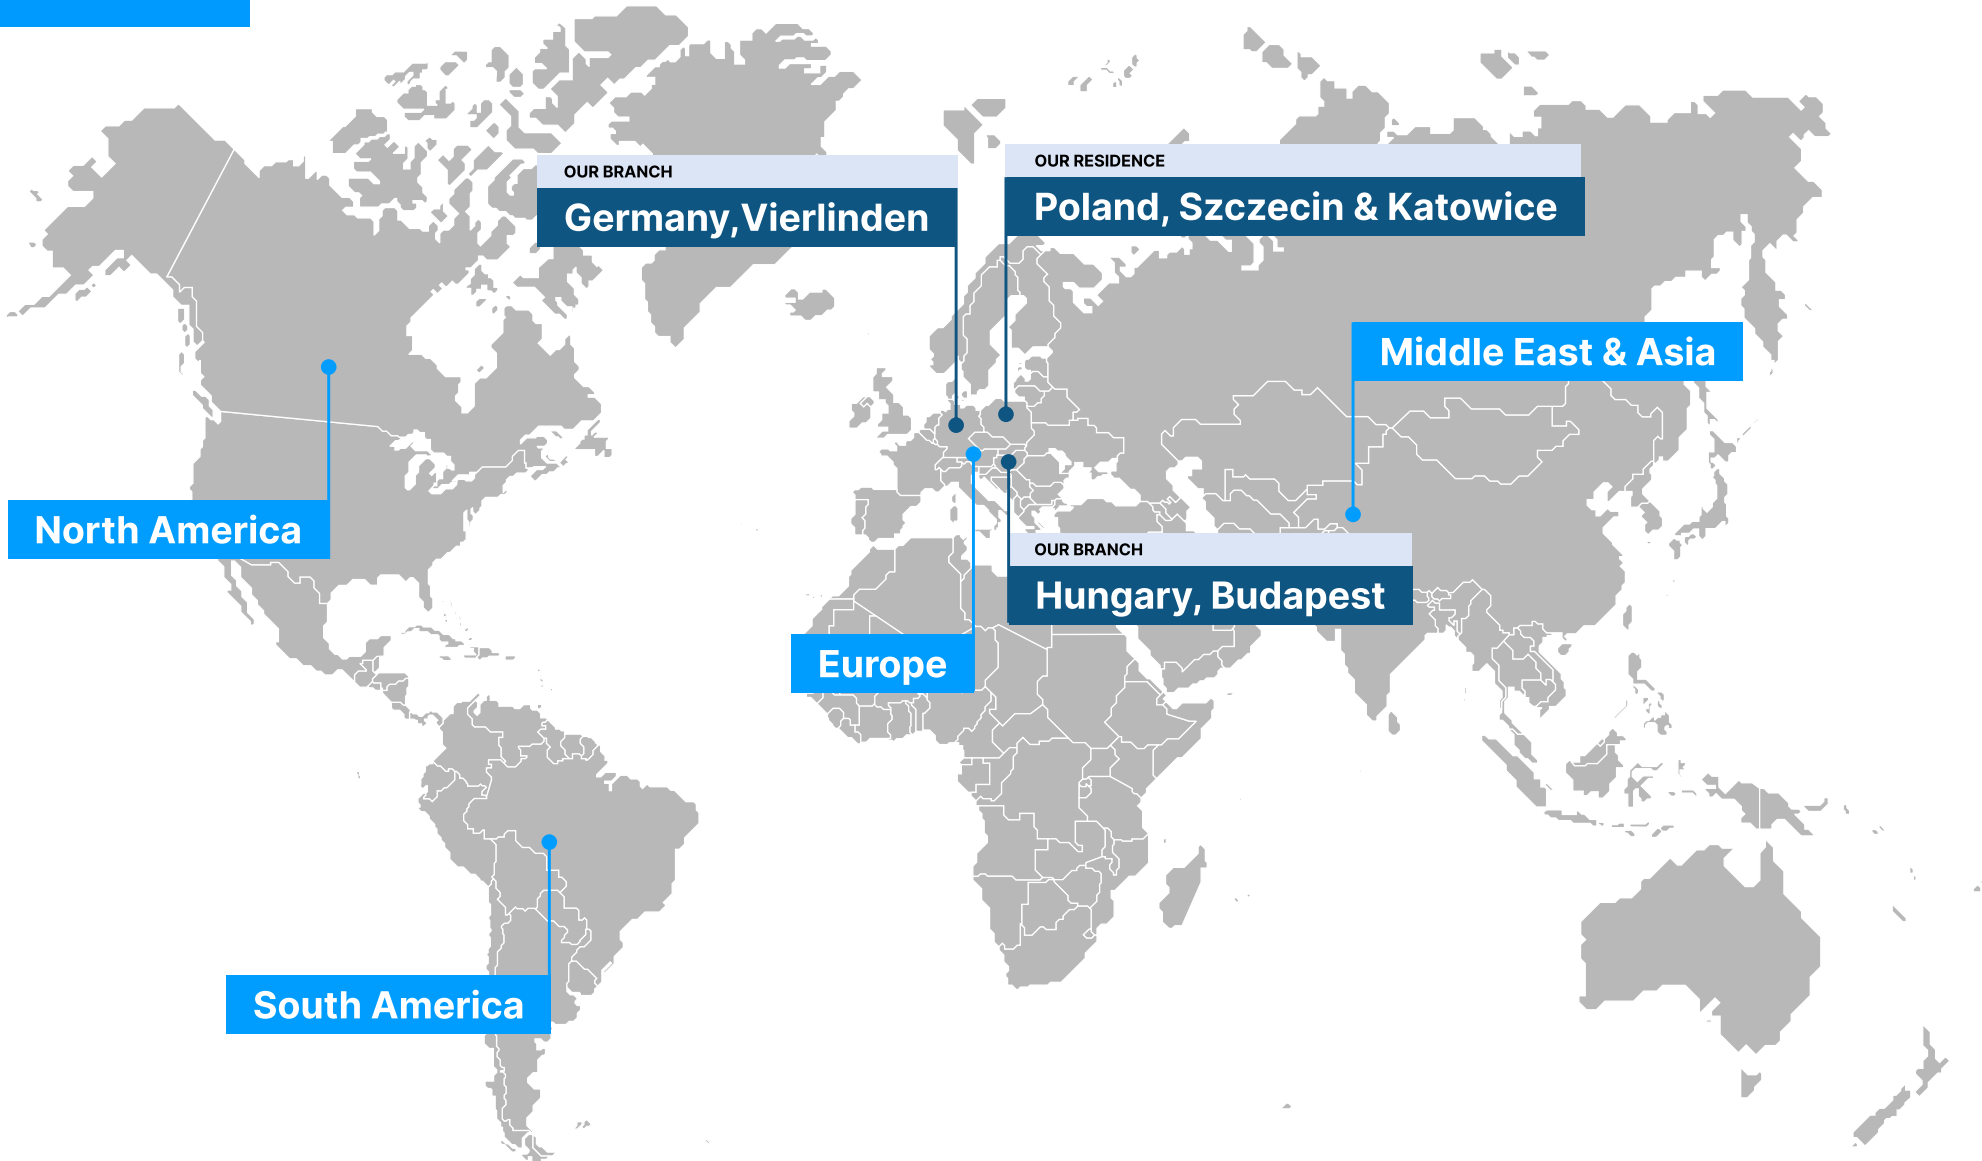 OUR RESIDENCE
Poland, Szczecin & Katowice
OUR BRANCH
Germany,Vierlinden
Middle East & Asia
North America
OUR BRANCH
Hungary, Budapest
Europe
South America